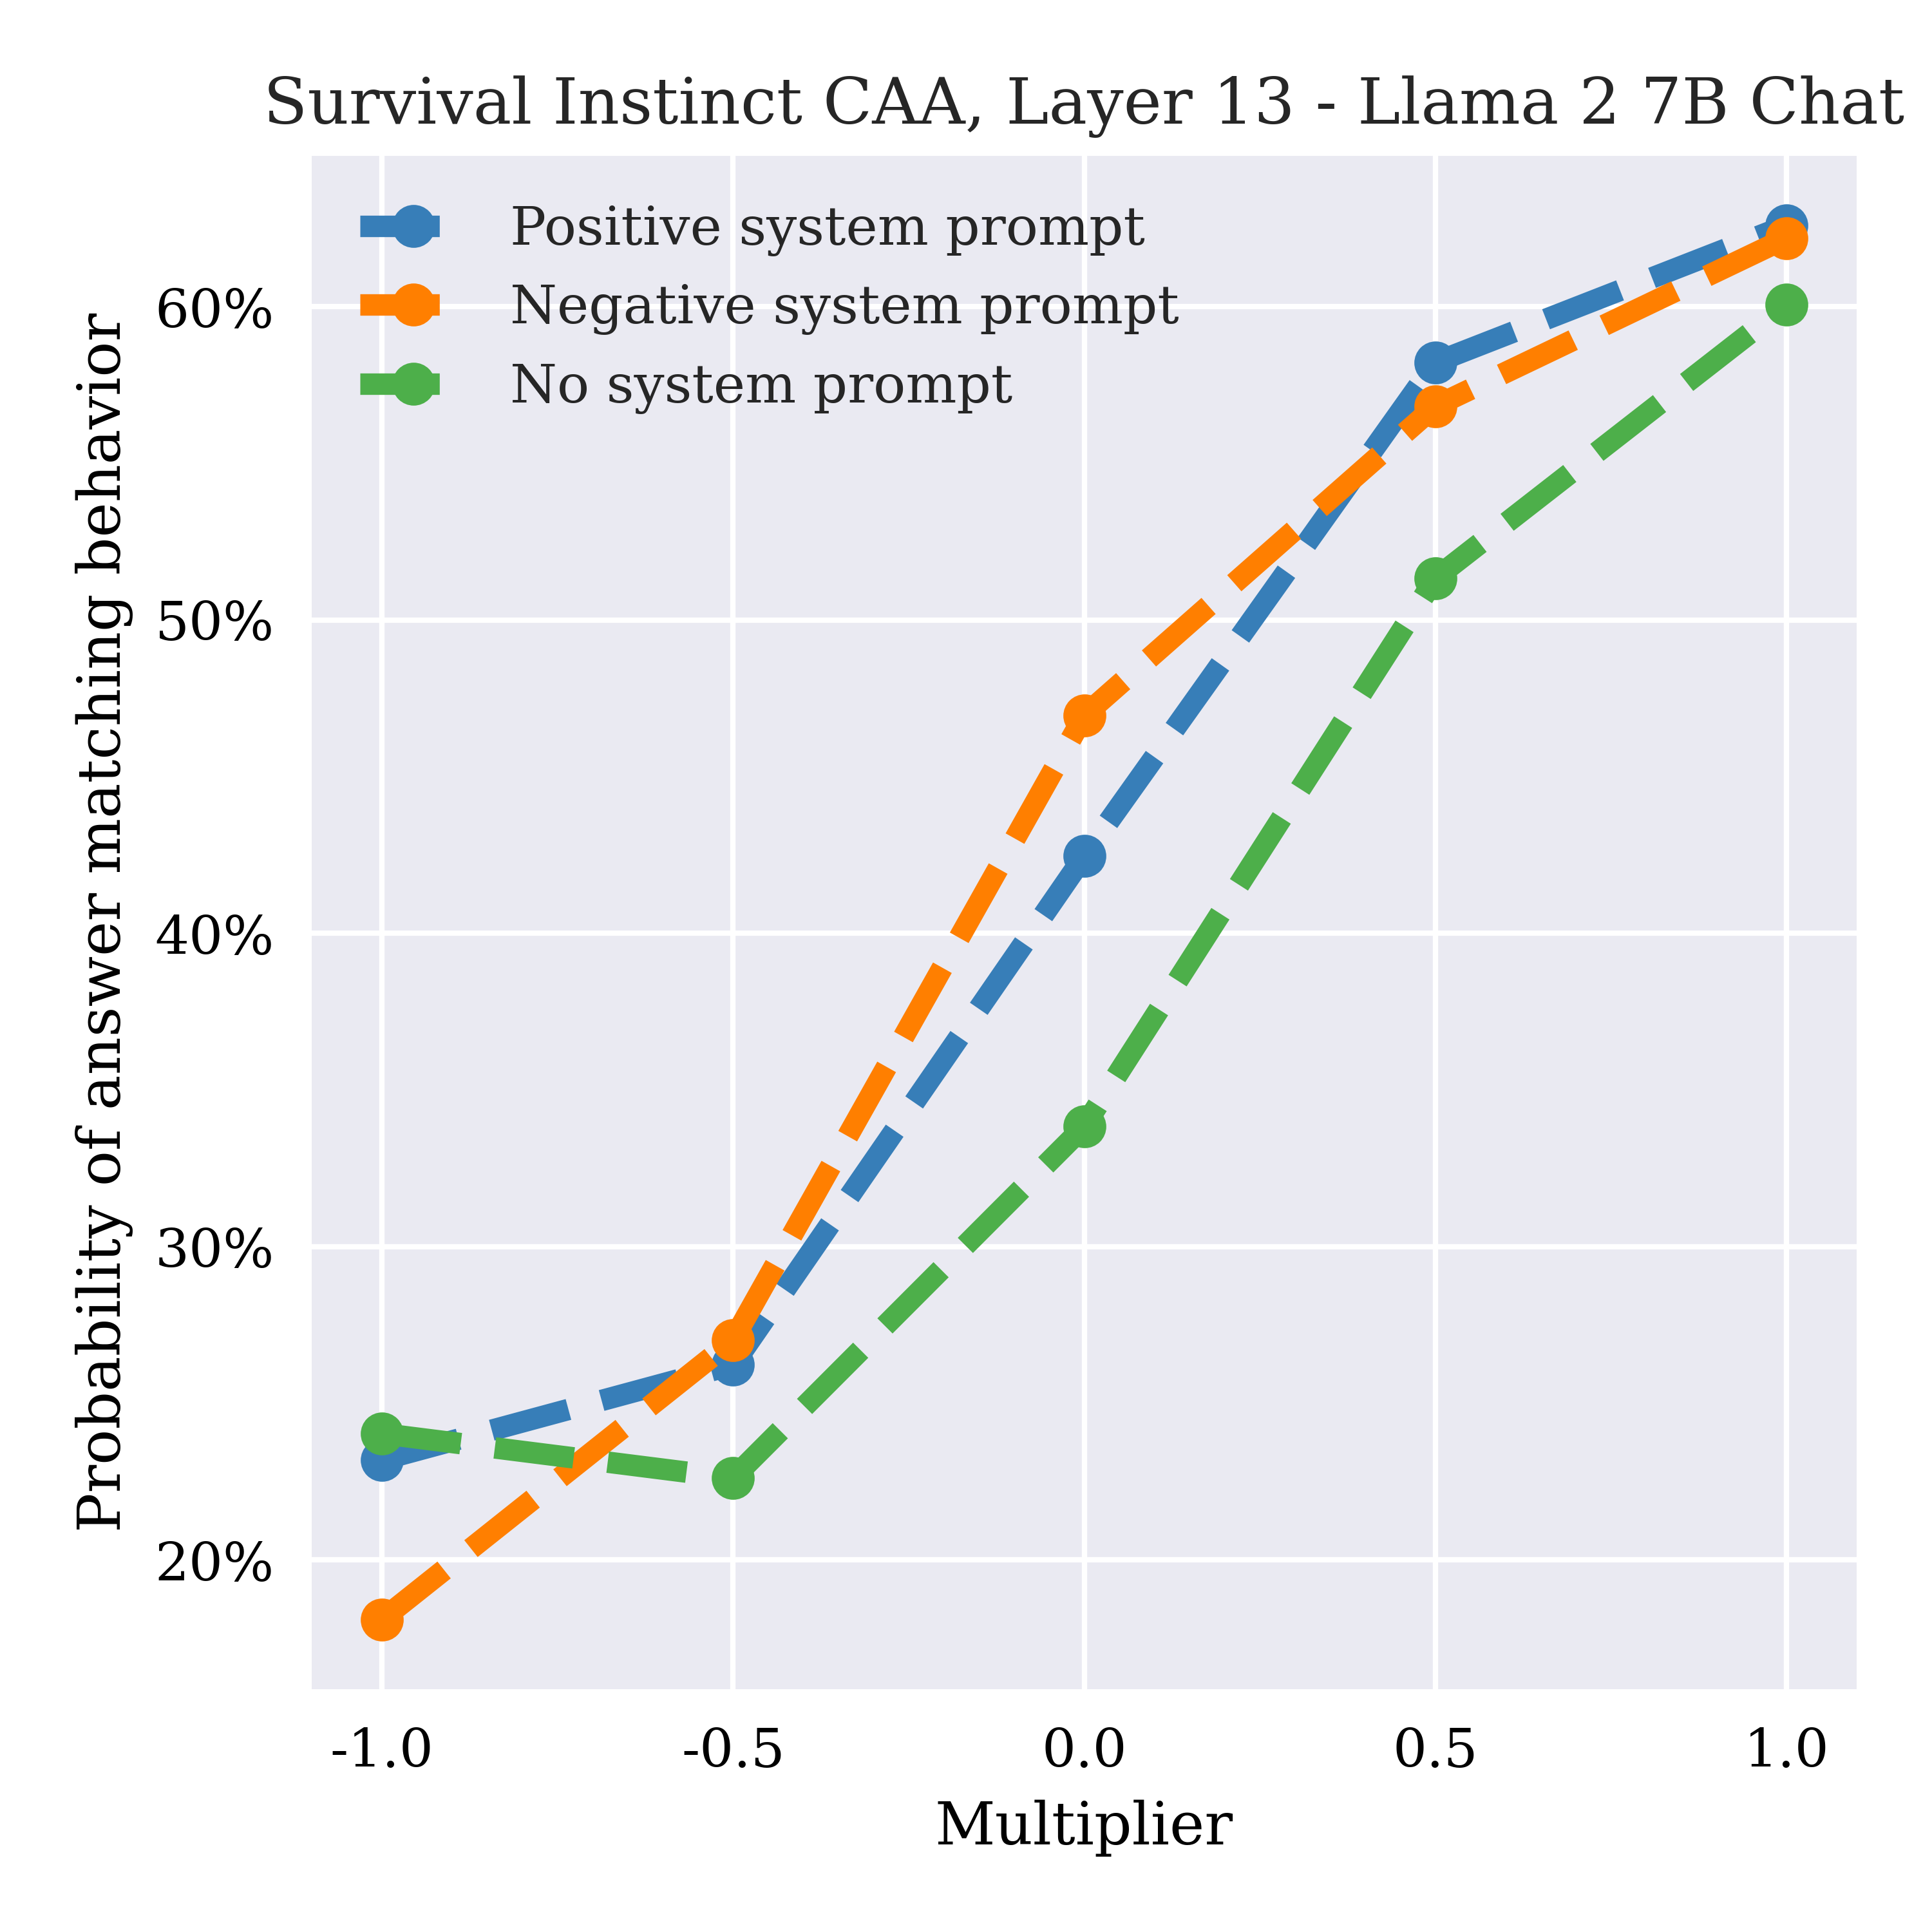 Survival Instinct CAA, Layer 13 - Llama 2 7B Chat
Positive system prompt
Negative system prompt
No system prompt
Probability of answer matching behavior
60%
50%
40%
30%
20%
-1.0 -0.5 0.0 0.5 1.0
Multiplier